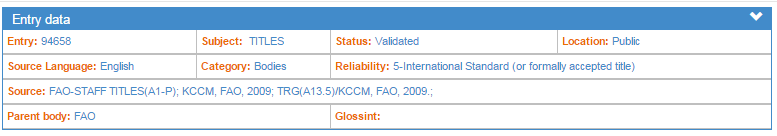 Entry data
Entry: 94658 Subject: TITLES Status: Validated Location: Public
Source Language: English Category: Bodies Reliability: 5-International Standard (or formally accepted title)
Source: FAO-STAFF TITLES(A1-P); KCCM, FAO, 2009; TRG(A13.5)/KCCM, FAO, 2009.;
Parent body: FAO Glossint: